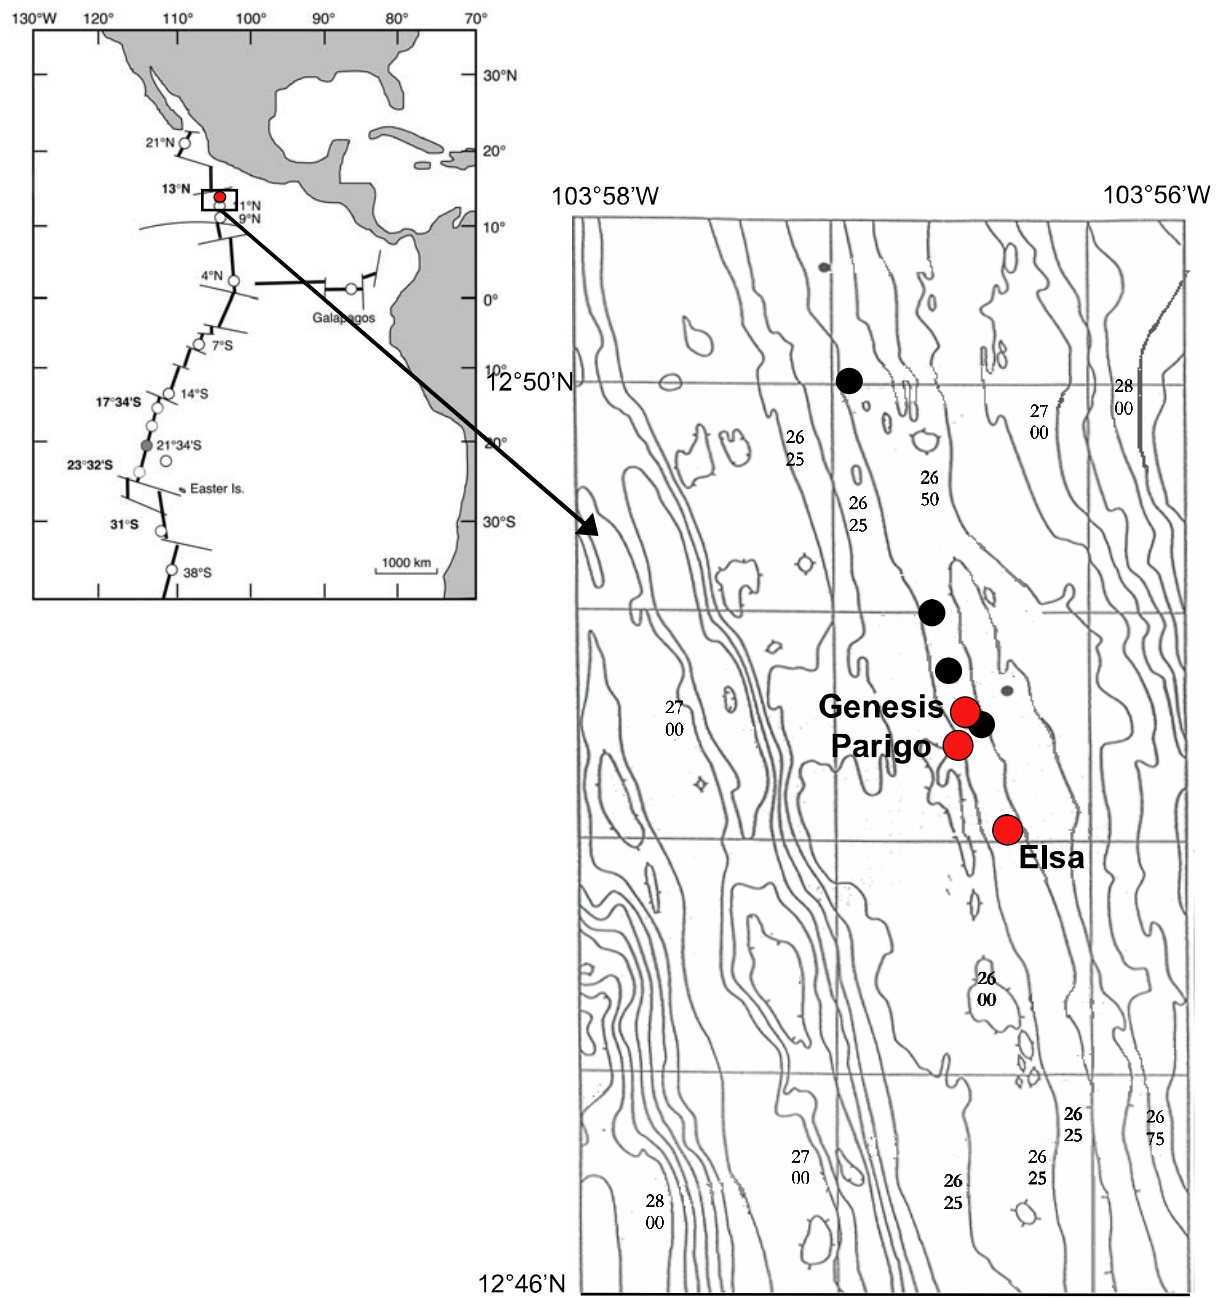 130°W 120° 110° 100° 90° 80° 70°
30°N
21°N
20°
13°N
1°N
9°N
10°
4°N
0°
Galapagos
7°S
10°
14°S
17°34'S
21°34'S
20°
23°32'S
Easter Is.
31°S
30°S
1000 km
38°S
103°58'W 103°56'W
12°50'N
28
00
27
00
26
25
26
50
26
25
27
00
Genesis
Parigo
Elsa
26
00
26
25
26
75
27
00
26
25
26
25
28
00
12°46'N